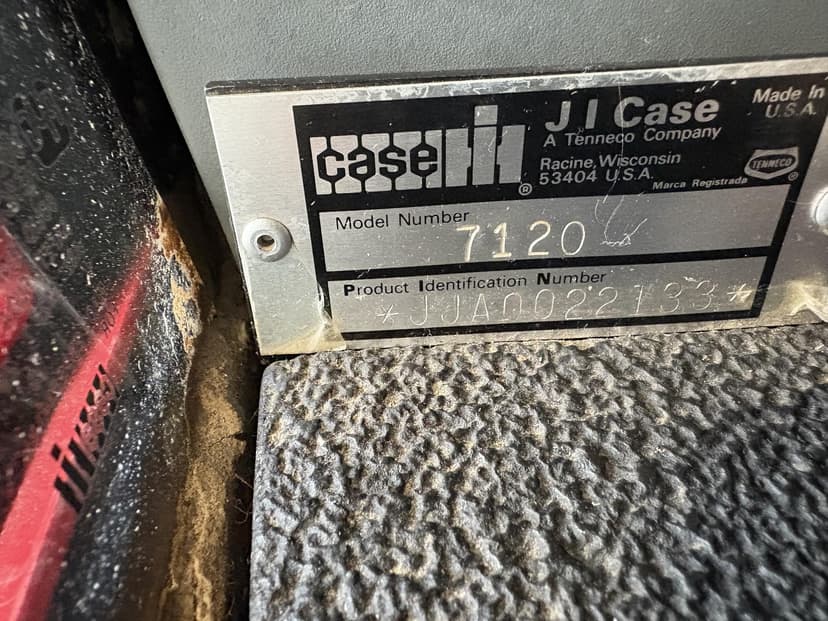 case IH ®
J I Case
A Tenneco Company
Racine, Wisconsin
53404 U.S.A.
Marca Registrada
TENNECO ®
Made In
U.S.A.
Model Number
7120
Product Identification Number
*JJA0022133*